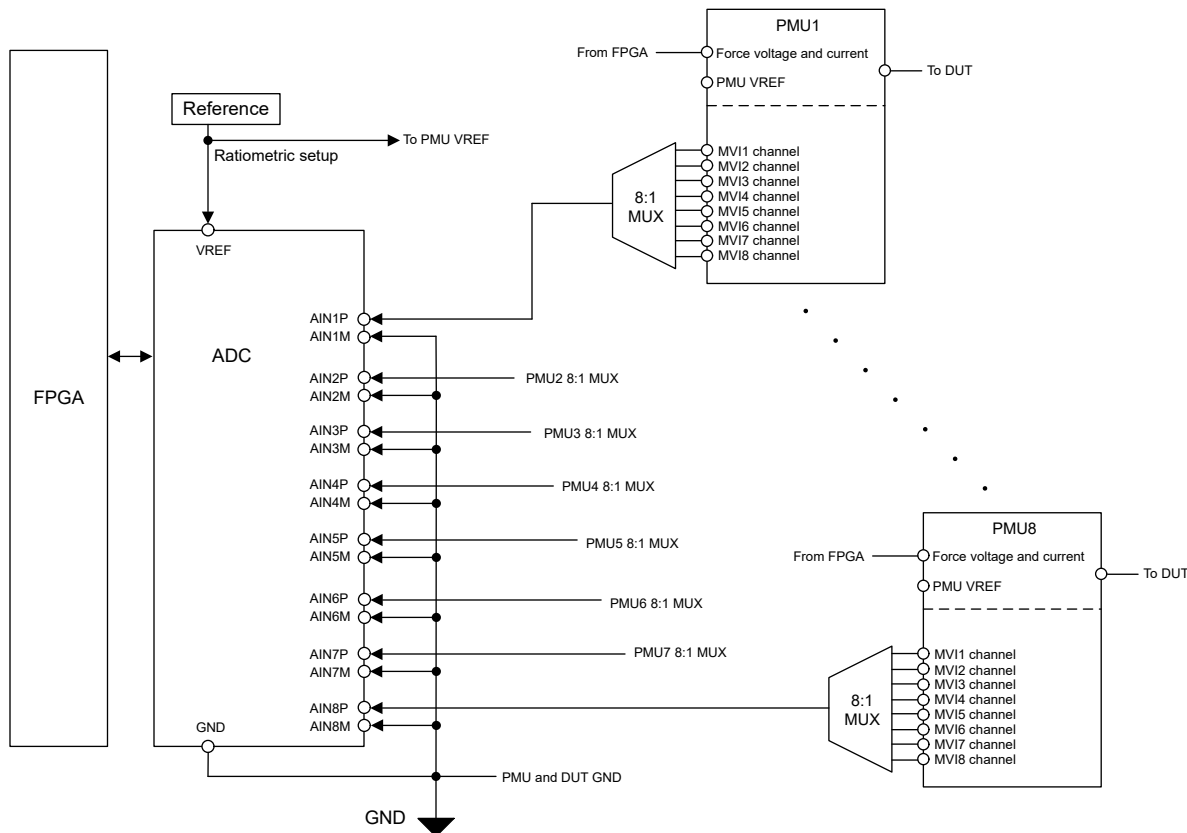 PMU1
From FPGA
Force voltage and current
To DUT
PMU VREF
Reference
To PMU VREF
Ratiometric setup
8:1
MUX
MVI1 channel
MVI2 channel
MVI3 channel
MVI4 channel
MVI5 channel
MVI6 channel
MVI7 channel
MVI8 channel
VREF
FPGA
ADC
AIN1P
AIN1M
AIN2P
PMU2 8:1 MUX
AIN2M
AIN3P
PMU3 8:1 MUX
AIN3M
AIN4P
PMU4 8:1 MUX
AIN4M
AIN5P
PMU5 8:1 MUX
AIN5M
AIN6P
PMU6 8:1 MUX
AIN6M
AIN7P
PMU7 8:1 MUX
AIN7M
AIN8P
AIN8M
GND
PMU and DUT GND
GND
PMU8
From FPGA
Force voltage and current
To DUT
PMU VREF
8:1
MUX
MVI1 channel
MVI2 channel
MVI3 channel
MVI4 channel
MVI5 channel
MVI6 channel
MVI7 channel
MVI8 channel